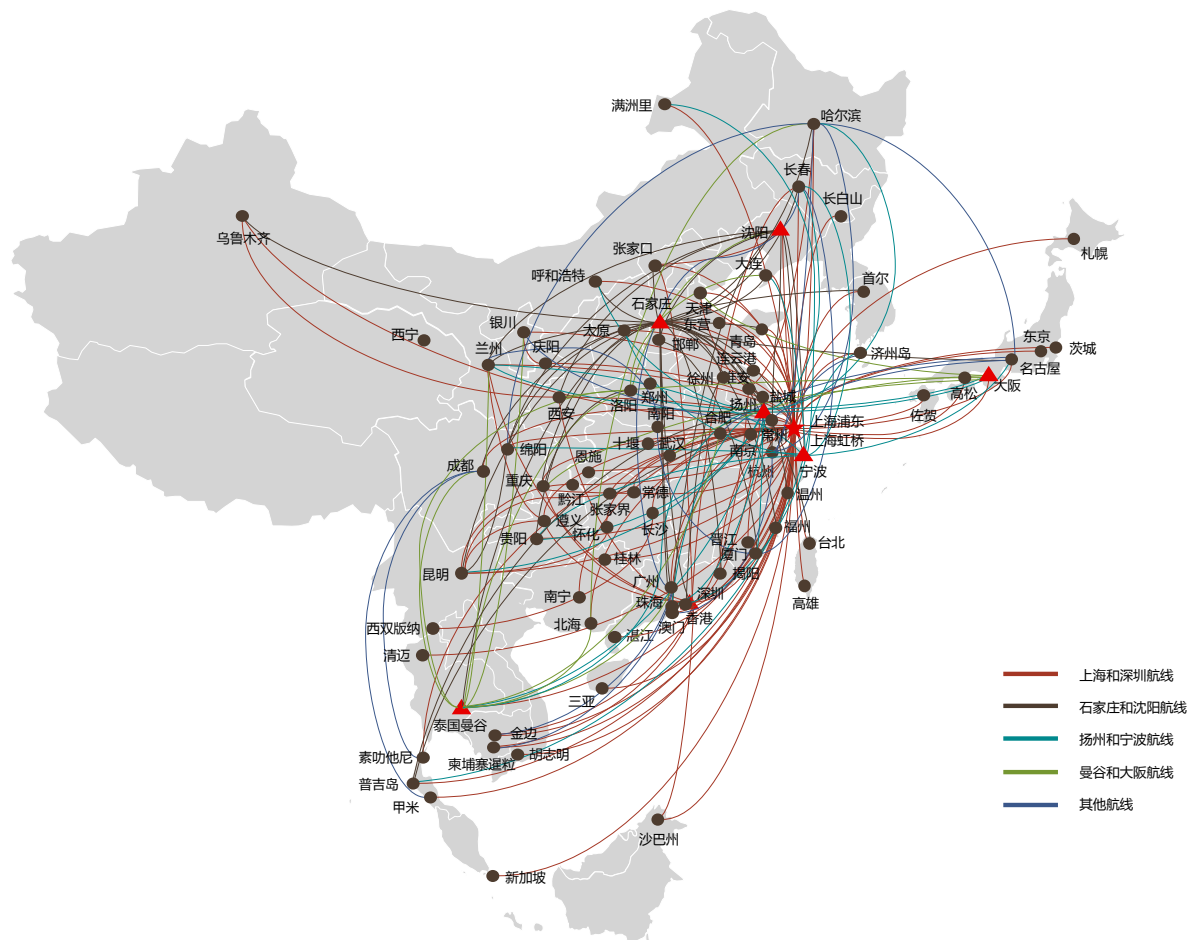 满洲里
哈尔滨
长春
长白山
乌鲁木齐
沈阳
札幌
张家口
大连
呼和浩特
首尔
石家庄
天津
银川
太原
东营
西宁
邯郸
青岛
东京
茨城
兰州
庆阳
连云港
济州岛
名古屋
徐州
淮安
大阪
郑州
高松
洛阳
扬州
盐城
西安
南阳
合肥
佐贺
上海浦东
常州
上海虹桥
十堰
武汉
南京
绵阳
恩施
杭州
宁波
成都
重庆
黔江
常德
温州
张家界
遵义
怀化
长沙
福州
贵阳
晋江
台北
厦门
桂林
昆明
揭阳
广州
南宁
珠海
深圳
高雄
香港
北海
澳门
西双版纳
湛江
清迈
三亚
上海和深圳航线
泰国曼谷
金边
石家庄和沈阳航线
扬州和宁波航线
素叻他尼
柬埔寨暹粒
胡志明
曼谷和大阪航线
普吉岛
甲米
其他航线
沙巴州
新加坡